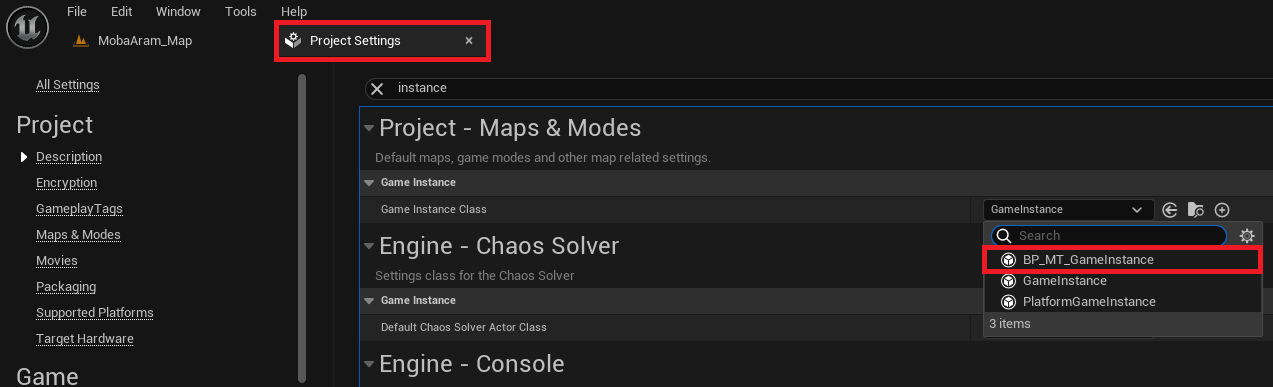 File Edit Window Tools Help
MobaAram_Map
Project Settings
All Settings
Project
Description
Encryption
GameplayTags
Maps & Modes
Movies
Packaging
Supported Platforms
Target Hardware
Game
instance
Project - Maps & Modes
Default maps, game modes and other map related settings.
Game Instance
Game Instance Class
GameInstance
Search
BP_MT_GameInstance
GameInstance
PlatformGameInstance
3 items
Engine - Chaos Solver
Settings class for the Chaos Solver
Game Instance
Default Chaos Solver Actor Class
Engine - Console